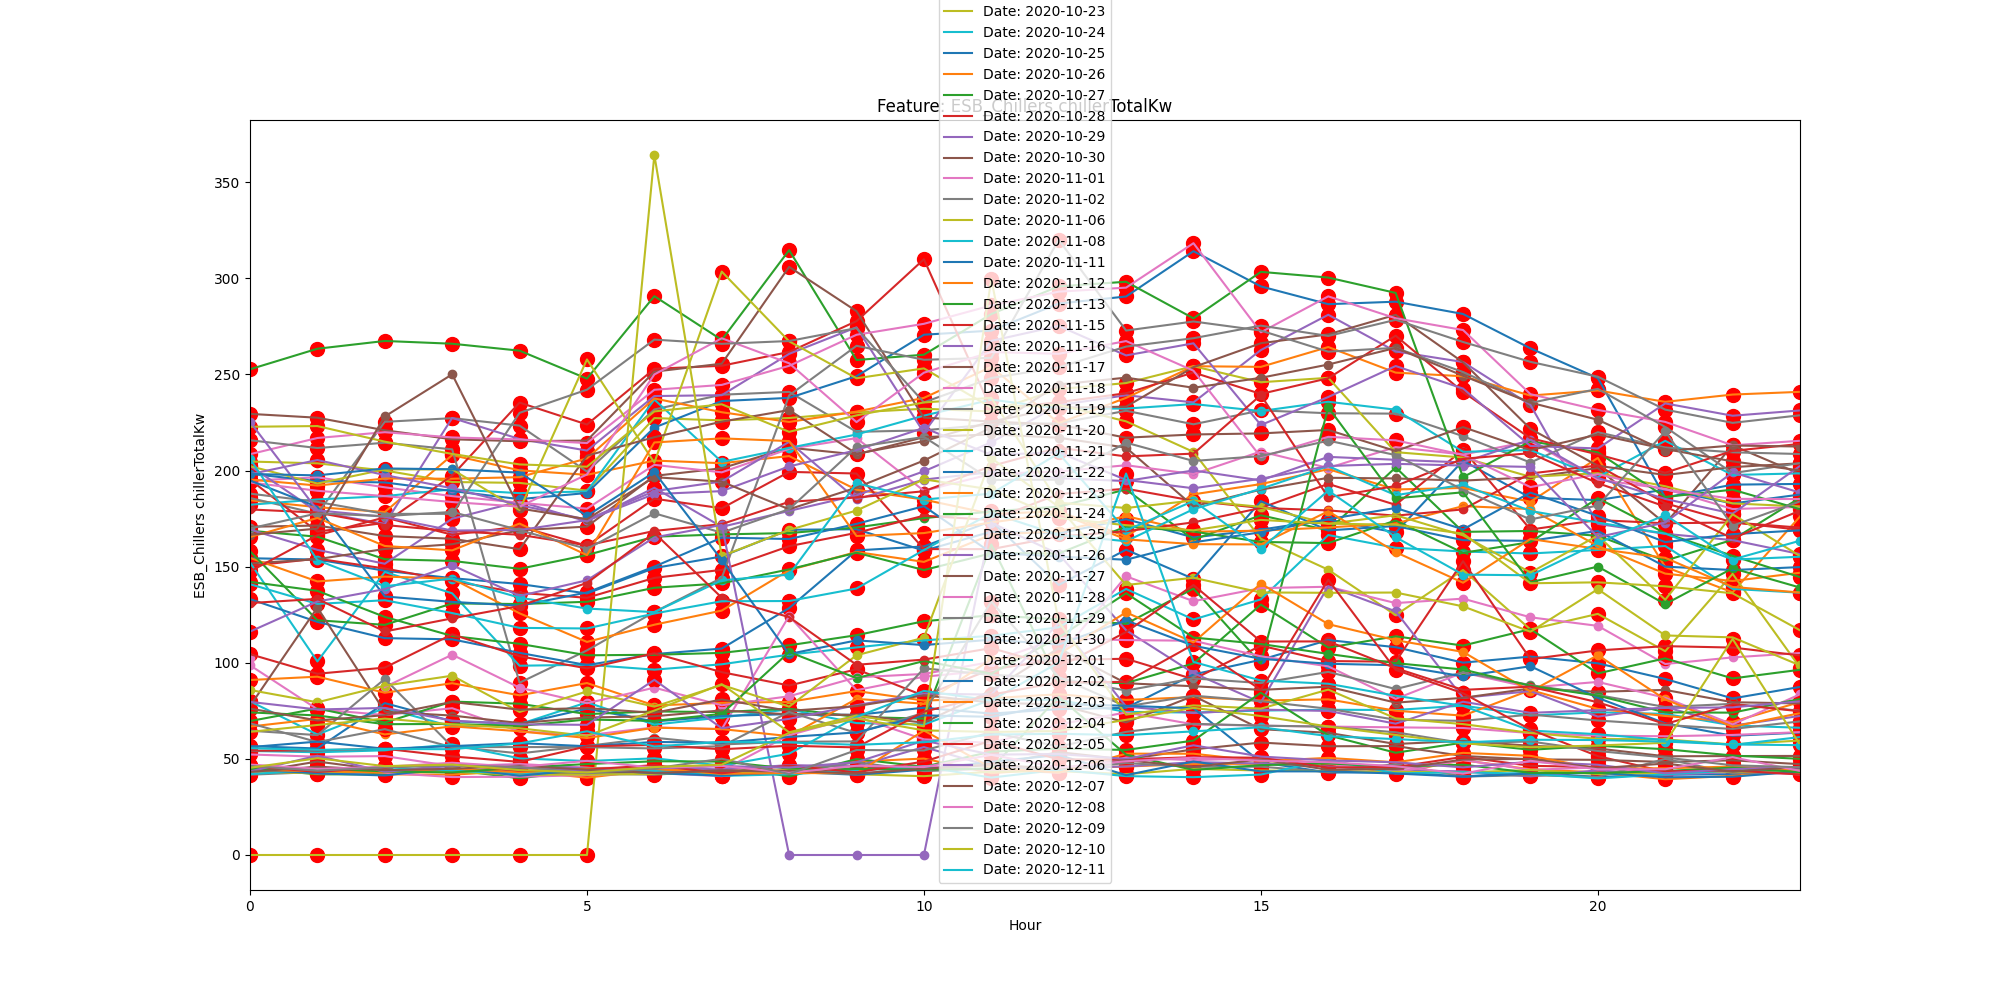 Date: 2020-10-23
Date: 2020-10-24
Date: 2020-10-25
Date: 2020-10-26
Date: 2020-10-27
Feature: ESB_Chillers chillerTotalKw
Date: 2020-10-28
Date: 2020-10-29
Date: 2020-10-30
Date: 2020-11-01
Date: 2020-11-02
Date: 2020-11-06
Date: 2020-11-08
Date: 2020-11-11
Date: 2020-11-12
Date: 2020-11-13
Date: 2020-11-15
Date: 2020-11-16
Date: 2020-11-17
Date: 2020-11-18
Date: 2020-11-19
Date: 2020-11-20
Date: 2020-11-21
Date: 2020-11-22
Date: 2020-11-23
Date: 2020-11-24
Date: 2020-11-25
Date: 2020-11-26
Date: 2020-11-27
Date: 2020-11-28
Date: 2020-11-29
Date: 2020-11-30
Date: 2020-12-01
Date: 2020-12-02
Date: 2020-12-03
Date: 2020-12-04
Date: 2020-12-05
Date: 2020-12-06
Date: 2020-12-07
Date: 2020-12-08
Date: 2020-12-09
Date: 2020-12-10
Date: 2020-12-11
ESB_Chillers chillerTotalKw
350
300
250
200
150
100
50
0
0 5 10 15 20
Hour